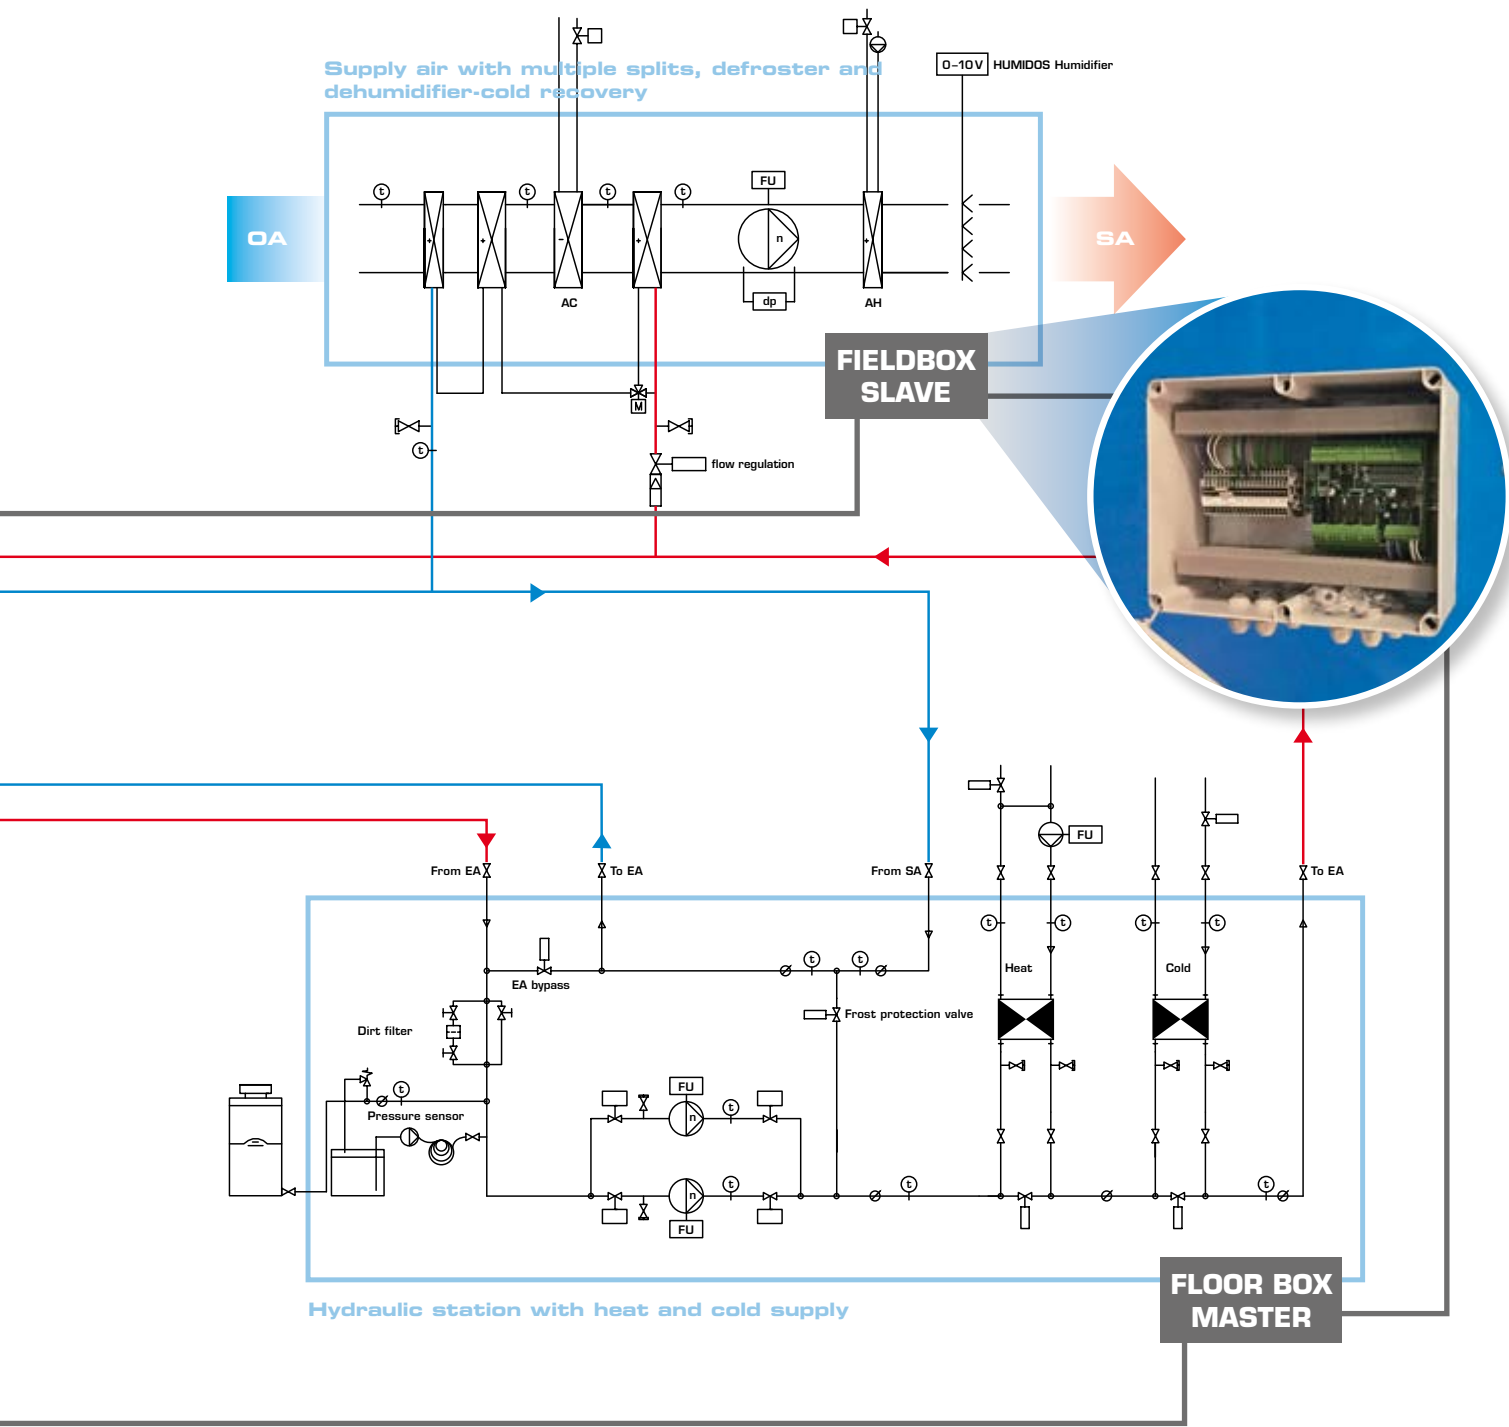 Supply air with multiple splits, defroster and
dehumidifier-cold recovery
0-10V HUMIDOS Humidifier
t
t
t
t
FU
OA
+
+
-
+
n
+
SA
AC
dp
AH
FIELDBOX
SLAVE
M
t
flow regulation
FU
From EA
To EA
From SA
To EA
t
t
t
t
t
t
Heat
Cold
EA bypass
Frost protection valve
Dirt filter
t
FU
Pressure sensor
n
t
n
t
t
t
FU
FLOOR BOX
MASTER
Hydraulic station with heat and cold supply